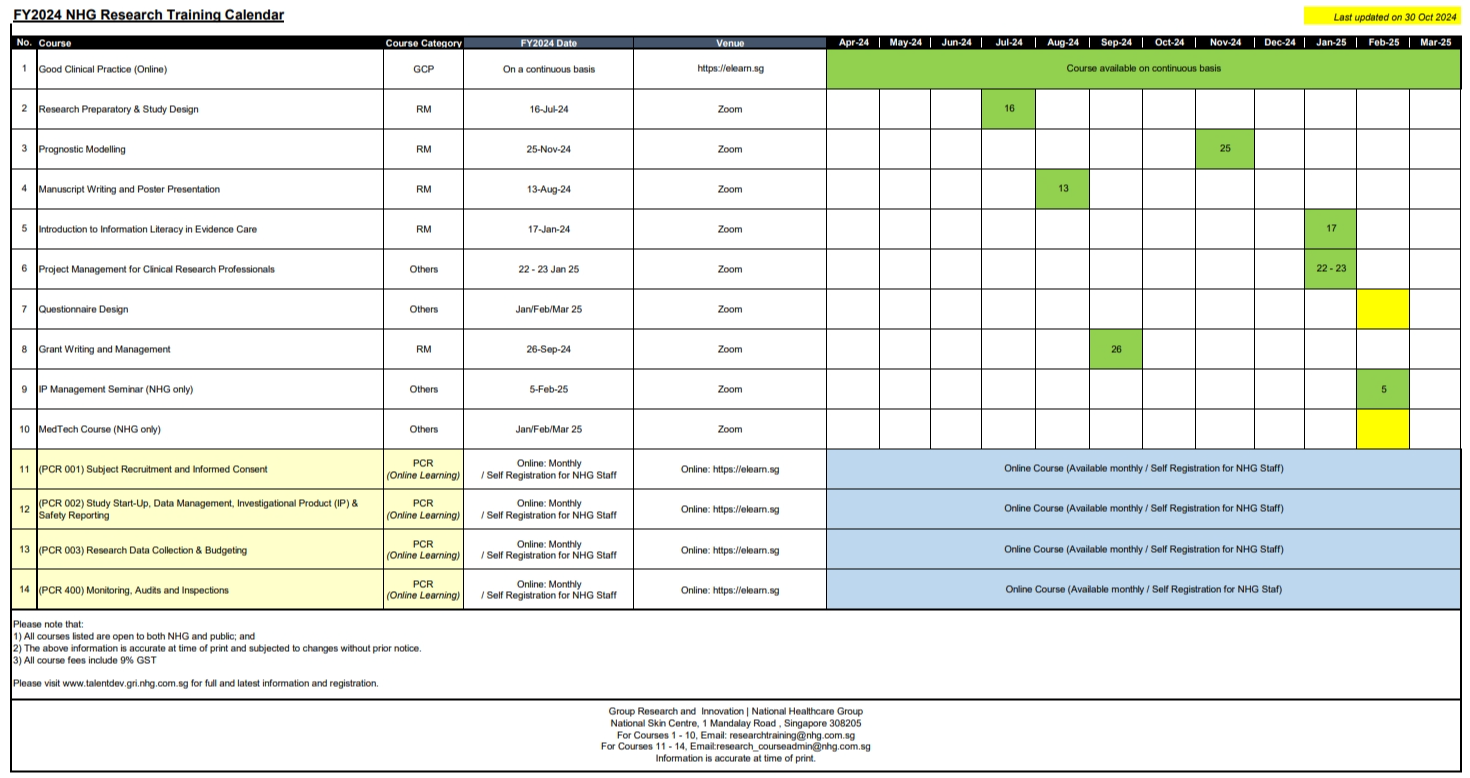 FY2024 NHG Research Training Calendar
Last updated on 30 Oct 2024
No. Course Course Category FY2024 Date Venue Apr-24 May-24 Jun-24 Jul-24 Aug-24 Sep-24 Oct-24 Nov-24 Dec-24 Jan-25 Feb-25 Mar-25
1 Good Clinical Practice (Online) GCP On a continuous basis https://elearn.sg Course available on continuous basis
2 Research Preparatory & Study Design RM 16-Jul-24 Zoom 16
3 Prognostic Modelling RM 25-Nov-24 Zoom 25
4 Manuscript Writing and Poster Presentation RM 13-Aug-24 Zoom 13
5 Introduction to Information Literacy in Evidence Care RM 17-Jan-24 Zoom 17
6 Project Management for Clinical Research Professionals Others 22 - 23 Jan 25 Zoom 22 - 23
7 Questionnaire Design Others Jan/Feb/Mar 25 Zoom
8 Grant Writing and Management RM 26-Sep-24 Zoom 26
9 IP Management Seminar (NHG only) Others 5-Feb-25 Zoom 5
10 MedTech Course (NHG only) Others Jan/Feb/Mar 25 Zoom
11 (PCR 001) Subject Recruitment and Informed Consent PCR Online: Monthly Online: https://elearn.sg Online Course (Available monthly / Self Registration for NHG Staff)
(Online Learning) / Self Registration for NHG Staff
12 (PCR 002) Study Start-Up, Data Management, Investigational Product (IP) & PCR Online: Monthly Online: https://elearn.sg Online Course (Available monthly / Self Registration for NHG Staff)
Safety Reporting (Online Learning) / Self Registration for NHG Staff
13 (PCR 003) Research Data Collection & Budgeting PCR Online: Monthly Online: https://elearn.sg Online Course (Available monthly / Self Registration for NHG Staff)
(Online Learning) / Self Registration for NHG Staff
14 (PCR 400) Monitoring, Audits and Inspections PCR Online: Monthly Online: https://elearn.sg Online Course (Available monthly / Self Registration for NHG Staf)
(Online Learning) / Self Registration for NHG Staff
Please note that:
1) All courses listed are open to both NHG and public; and
2) The above information is accurate at time of print and subjected to changes without prior notice.
3) All course fees include 9% GST
Please visit www.talentdev.gri.nhg.com.sg for full and latest information and registration.
Group Research and Innovation | National Healthcare Group
National Skin Centre, 1 Mandalay Road , Singapore 308205
For Courses 1 - 10, Email: researchtraining@nhg.com.sg
For Courses 11 - 14, Email:research_courseadmin@nhg.com.sg
Information is accurate at time of print.